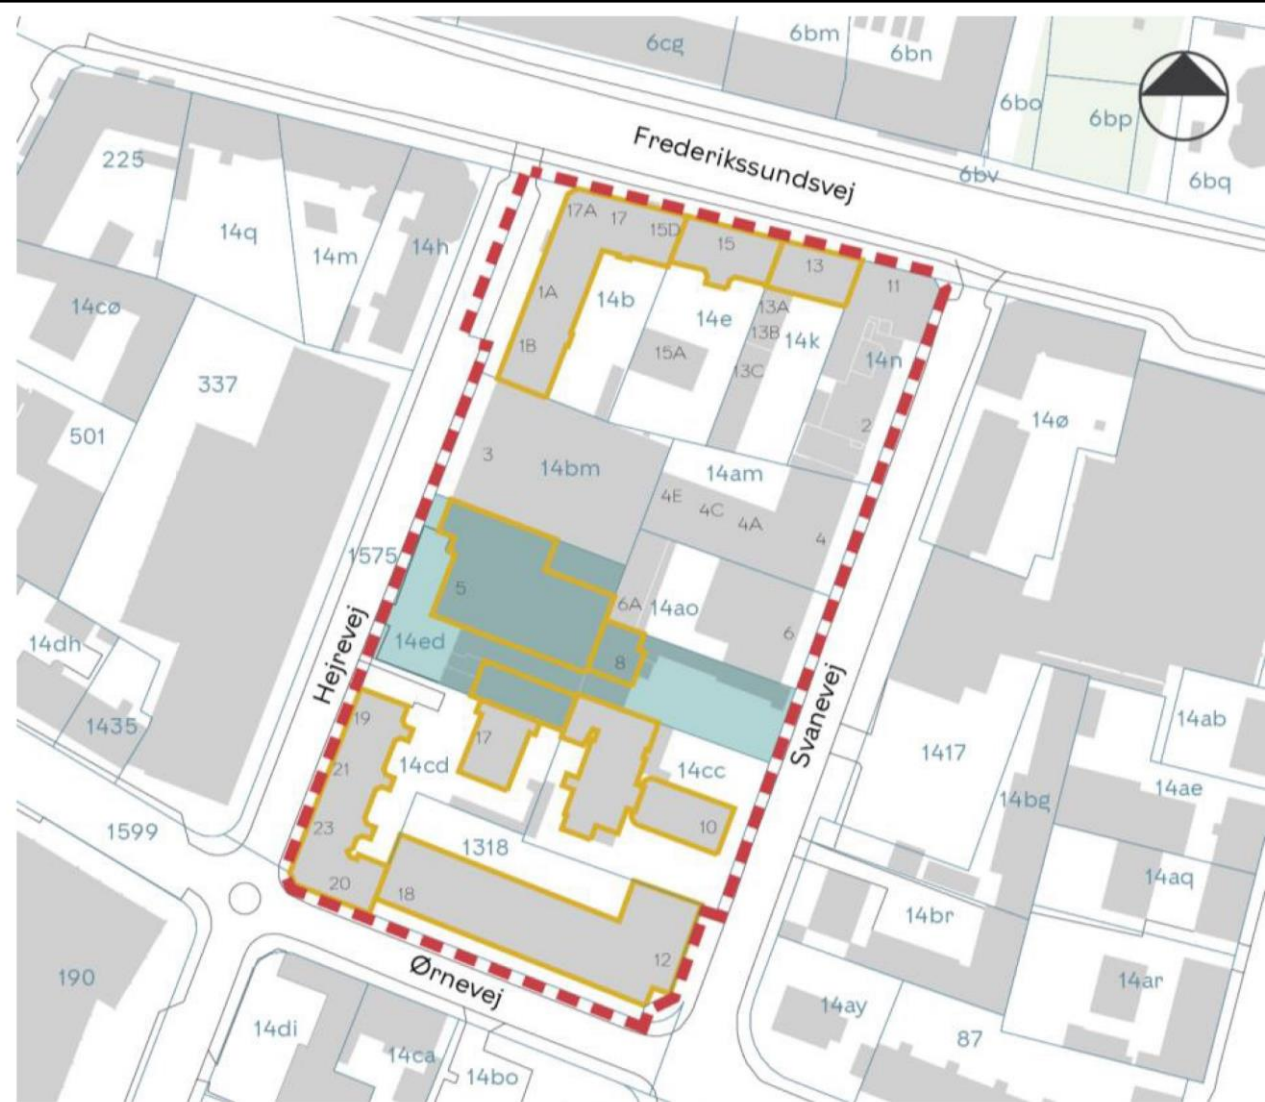 6cg
6bm
6bn
6bo
6bp
6bv
6bq
Frederikssundsvej
225
14q
14m
14h
14cø
337
501
17A
17
15D
15
13
11
1A
1B
14b
14e
15A
13A
13B
13C
14k
14n
2
14ø
3
14bm
14am
4E
4C
4A
4
1575
5
6A
14ao
6
8
14ed
Hejrevej
Svanevej
14dh
1435
1599
19
21
23
20
17
14cd
14cc
10
1318
18
12
1417
14bg
14ab
14ae
14aq
14br
14ar
14ay
87
190
Ørnevej
14di
14ca
14bo